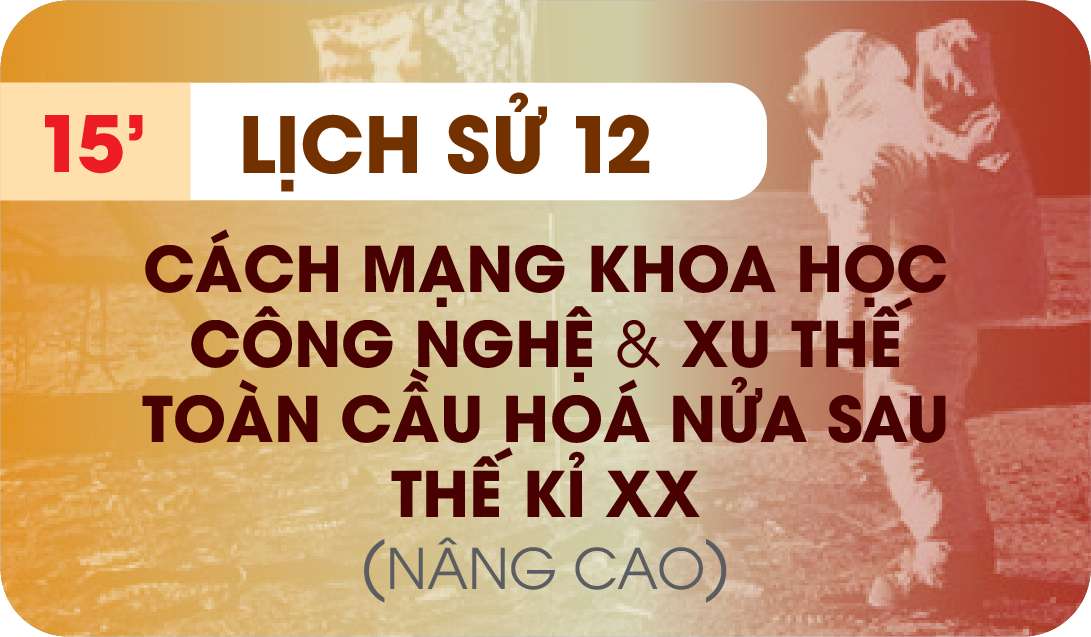 15’ LỊCH SỬ 12
CÁCH MẠNG KHOA HỌC
CÔNG NGHỆ & XU THẾ
TOÀN CẦU HOÁ NỬA SAU
THẾ KỈ XX
(NÂNG CAO)